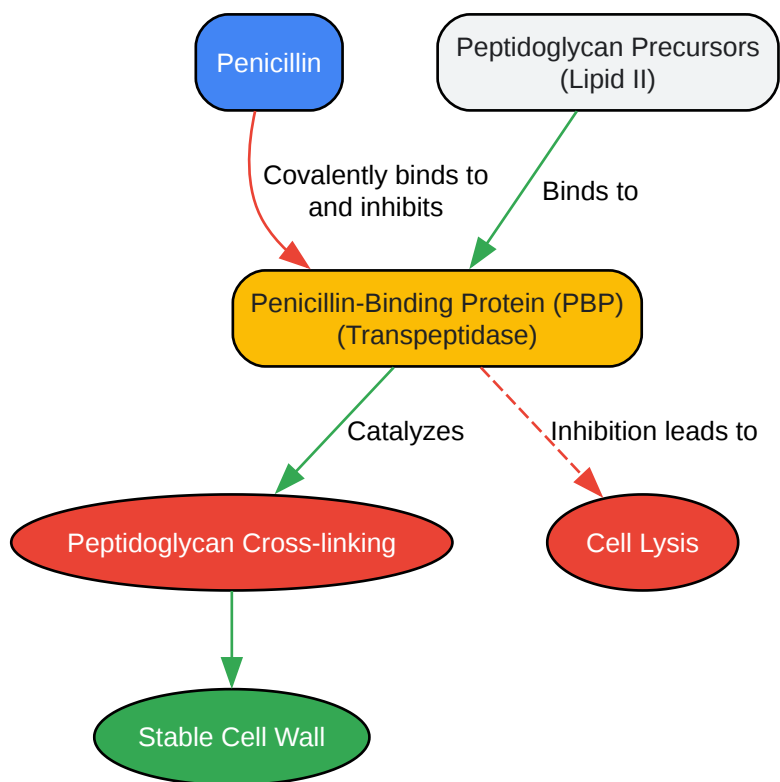 Penicillin
Peptidoglycan Precursors
(Lipid II)
Covalently binds to
and inhibits
Binds to
Penicillin-Binding Protein (PBP)
(Transpeptidase)
Catalyzes
Inhibition leads to
Peptidoglycan Cross-linking
Cell Lysis
Stable Cell Wall